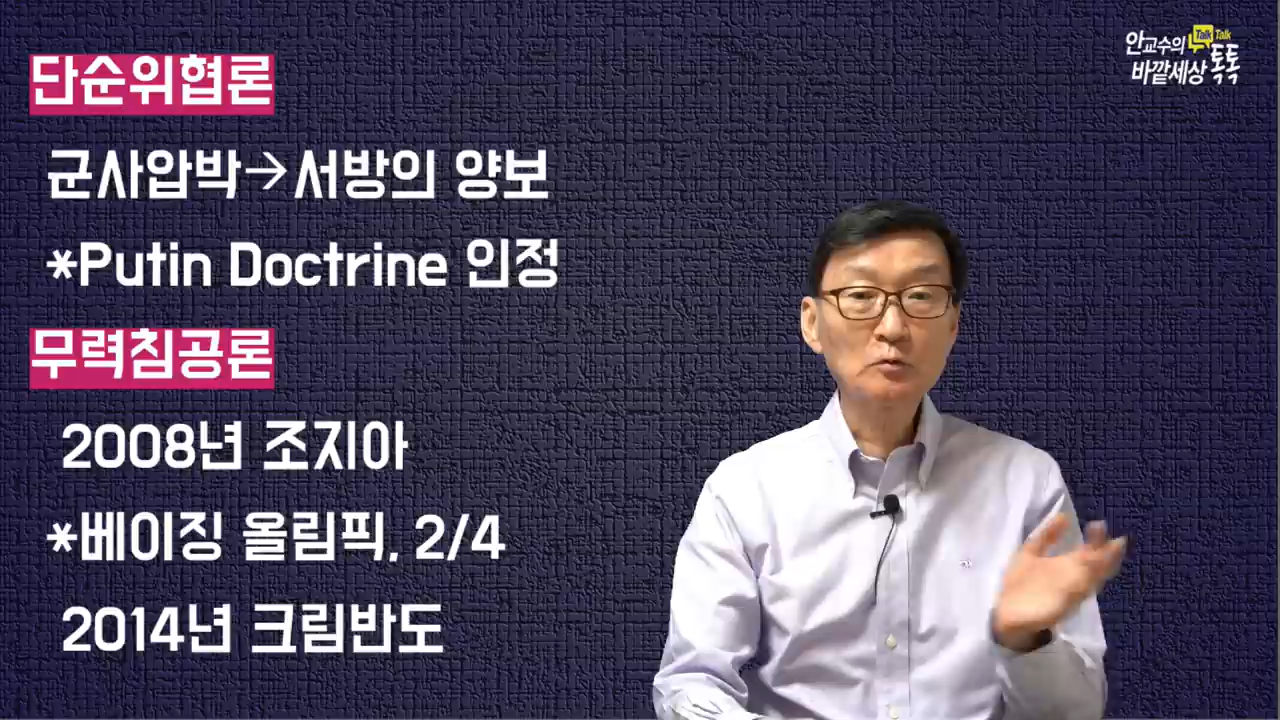 단순위협론
군사압박→서방의 양보
*Putin Doctrine 인정
무력침공론
2008년 조지아
*베이징 올림픽, 2/4
2014년 크림반도
안교수의 Talk Talk
바깥세상 톡톡